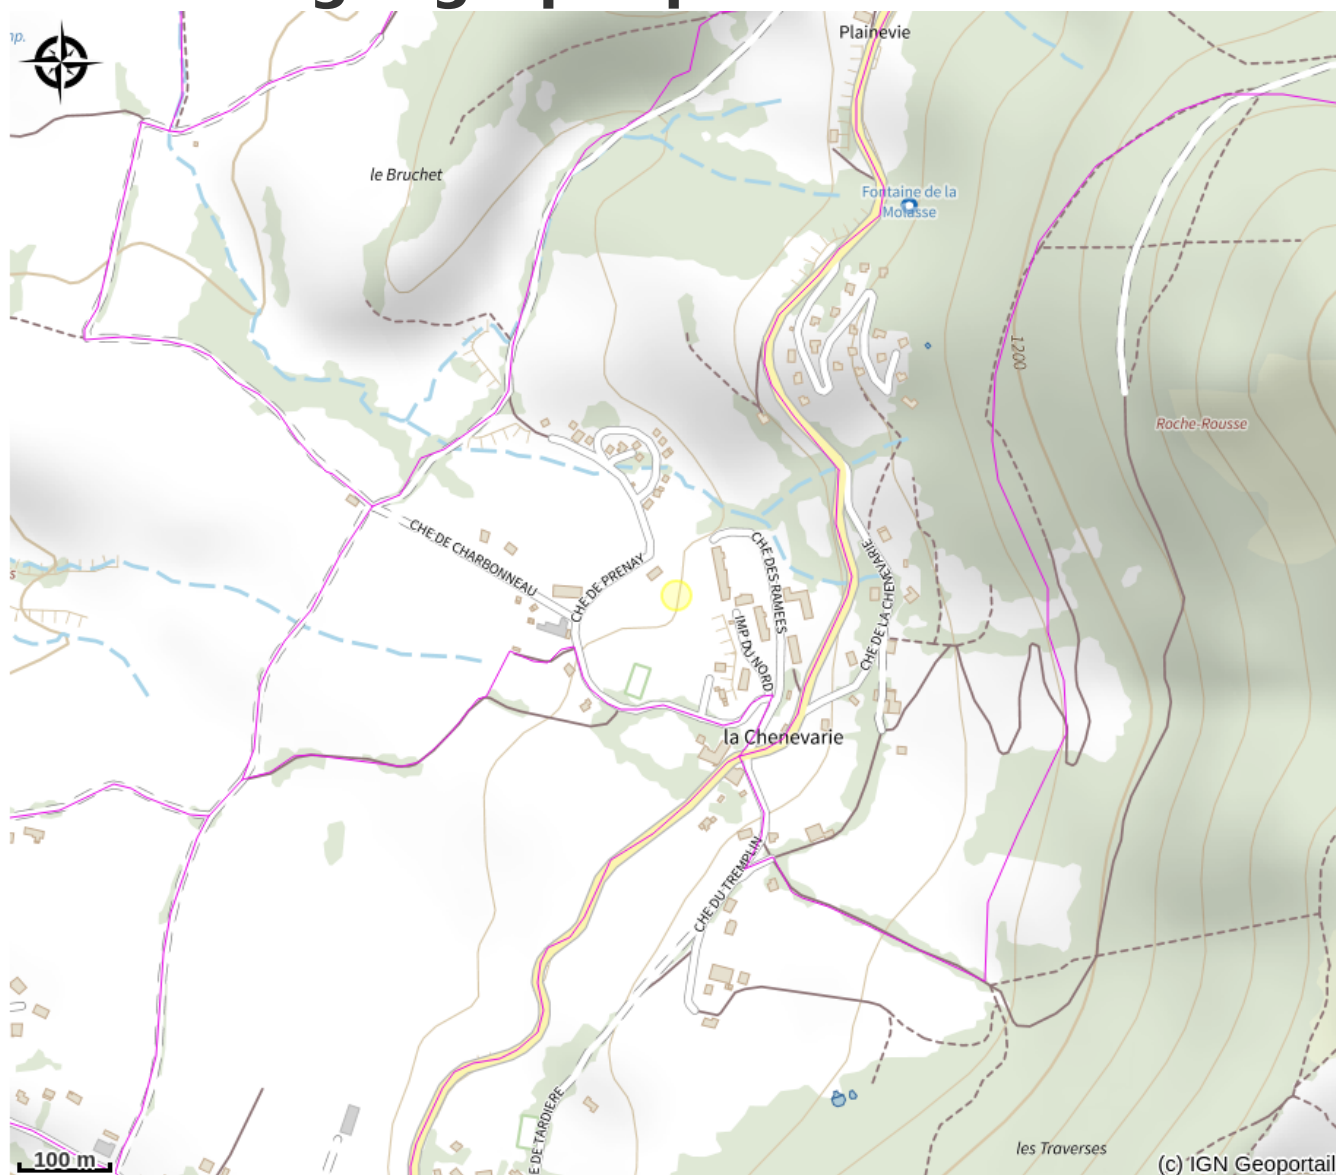 Plainevie
le Bruchet
Fontaine de la
Molasse
1200
Roche-Rousse
CHE DE CHARBONNEAU
CHE DE PRENAY
CHE DES RAMEES
IMP DU NORD
CHE DE LA CHENEVARIE
la Chenevarie
CHE DU TREMPLIN
E DE TARDIERE
les Traverses
100 m
(c) IGN Geoportail